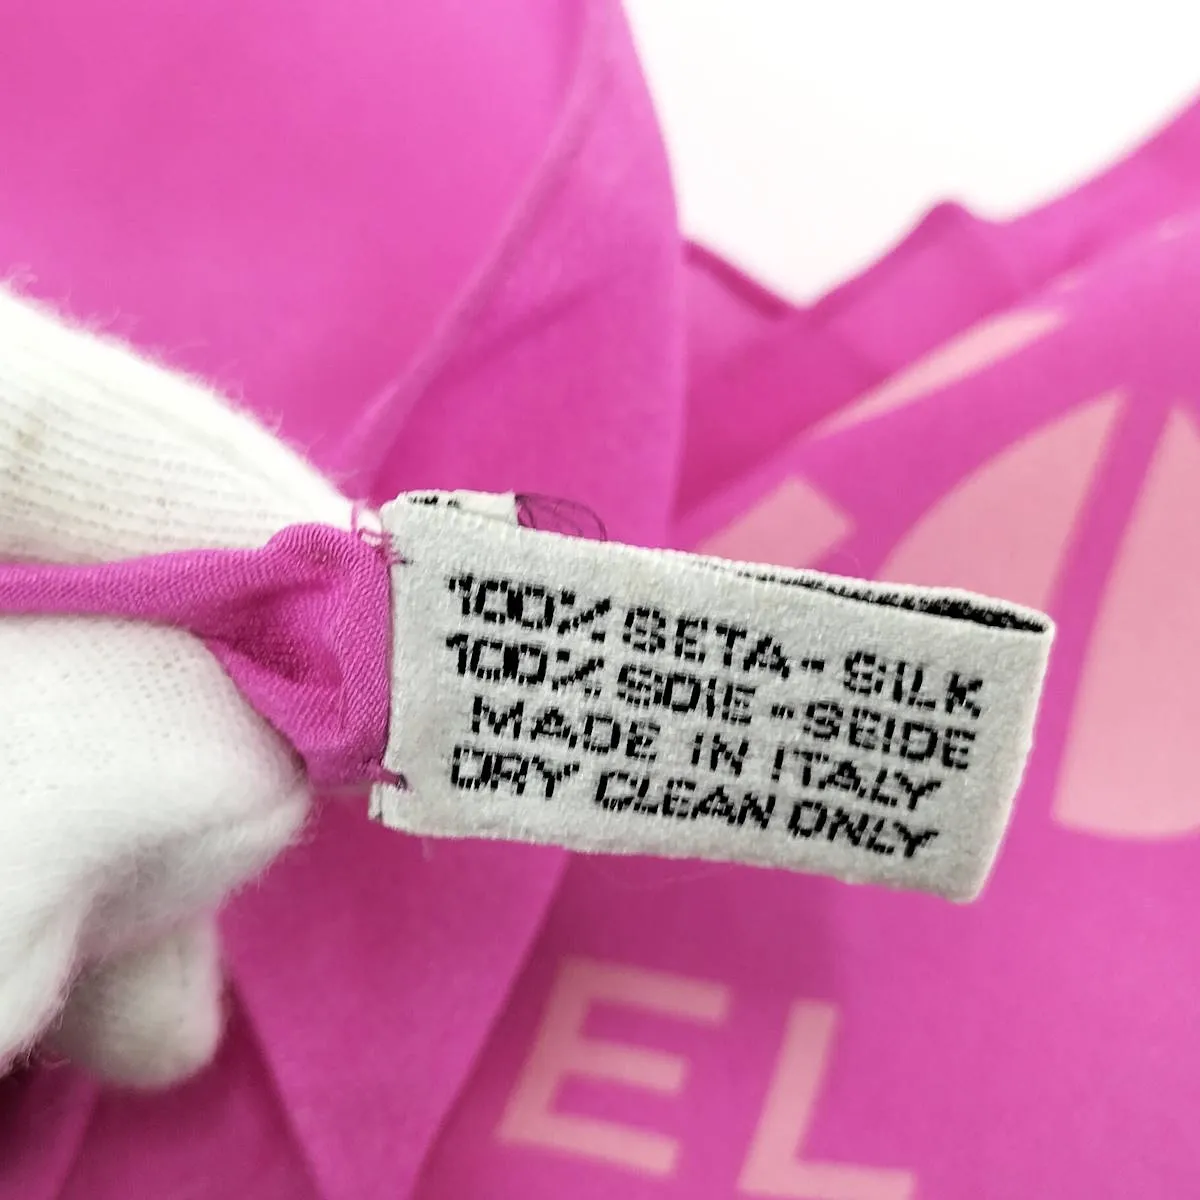 100% SETA - SILK
100% SOIE - SEIDE
MADE IN ITALY
DRY CLEAN ONLY
EL